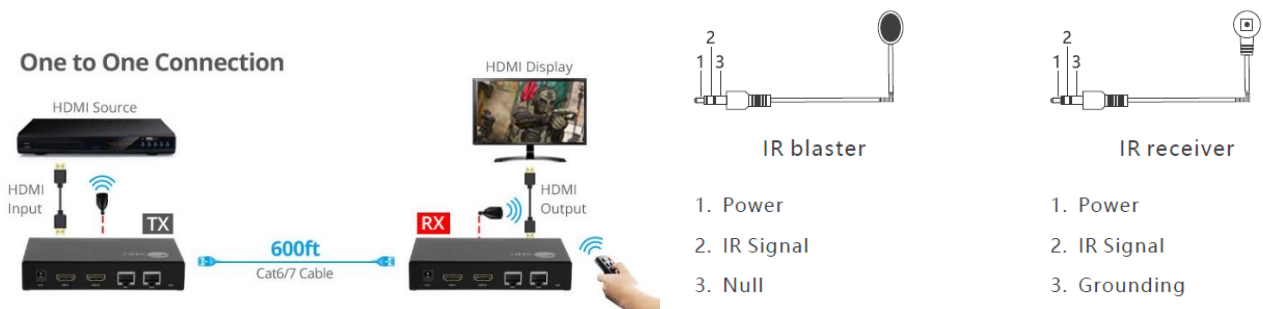 One to One Connection
HDMI Source
HDMI Display
HDMI
Input
TX
600ft
Cat6/7 Cable
RX
HDMI
Output
2
1 3
IR blaster
1. Power
2. IR Signal
3. Null
2
1 3
IR receiver
1. Power
2. IR Signal
3. Grounding